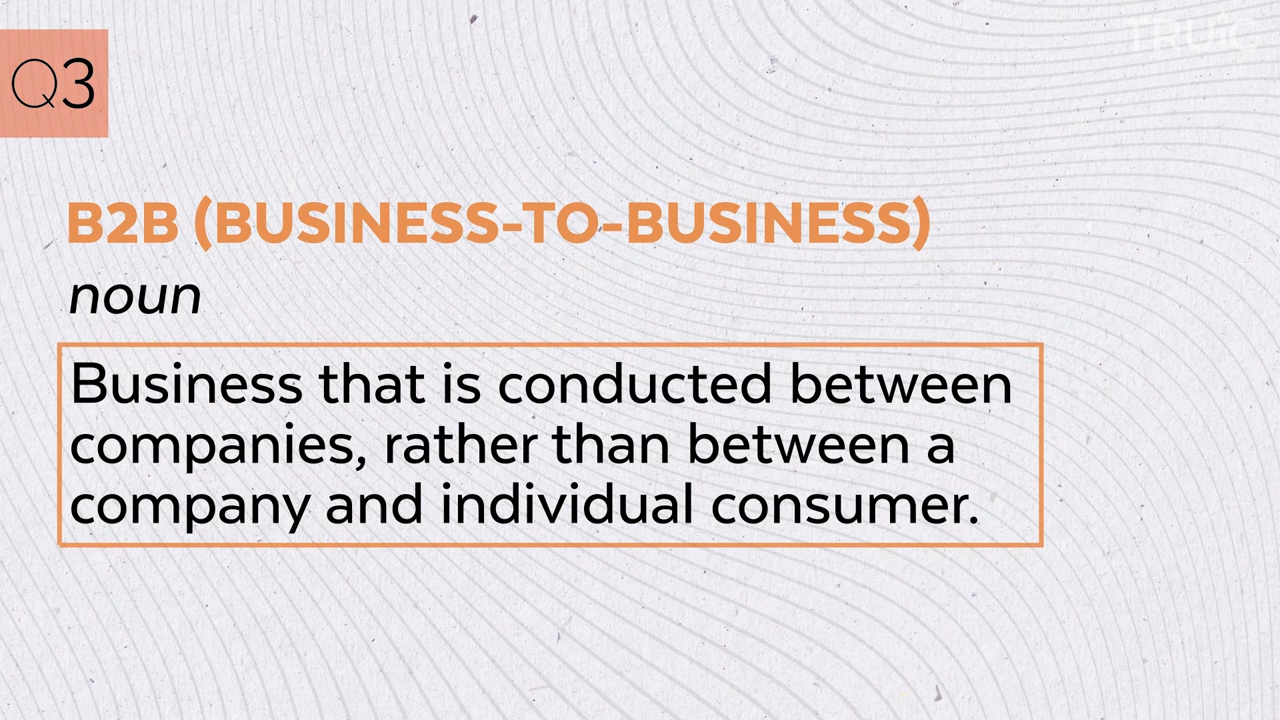 TRUiC
Q3
B2B (BUSINESS-TO-BUSINESS)
noun
Business that is conducted between
companies, rather than between a
company and individual consumer.